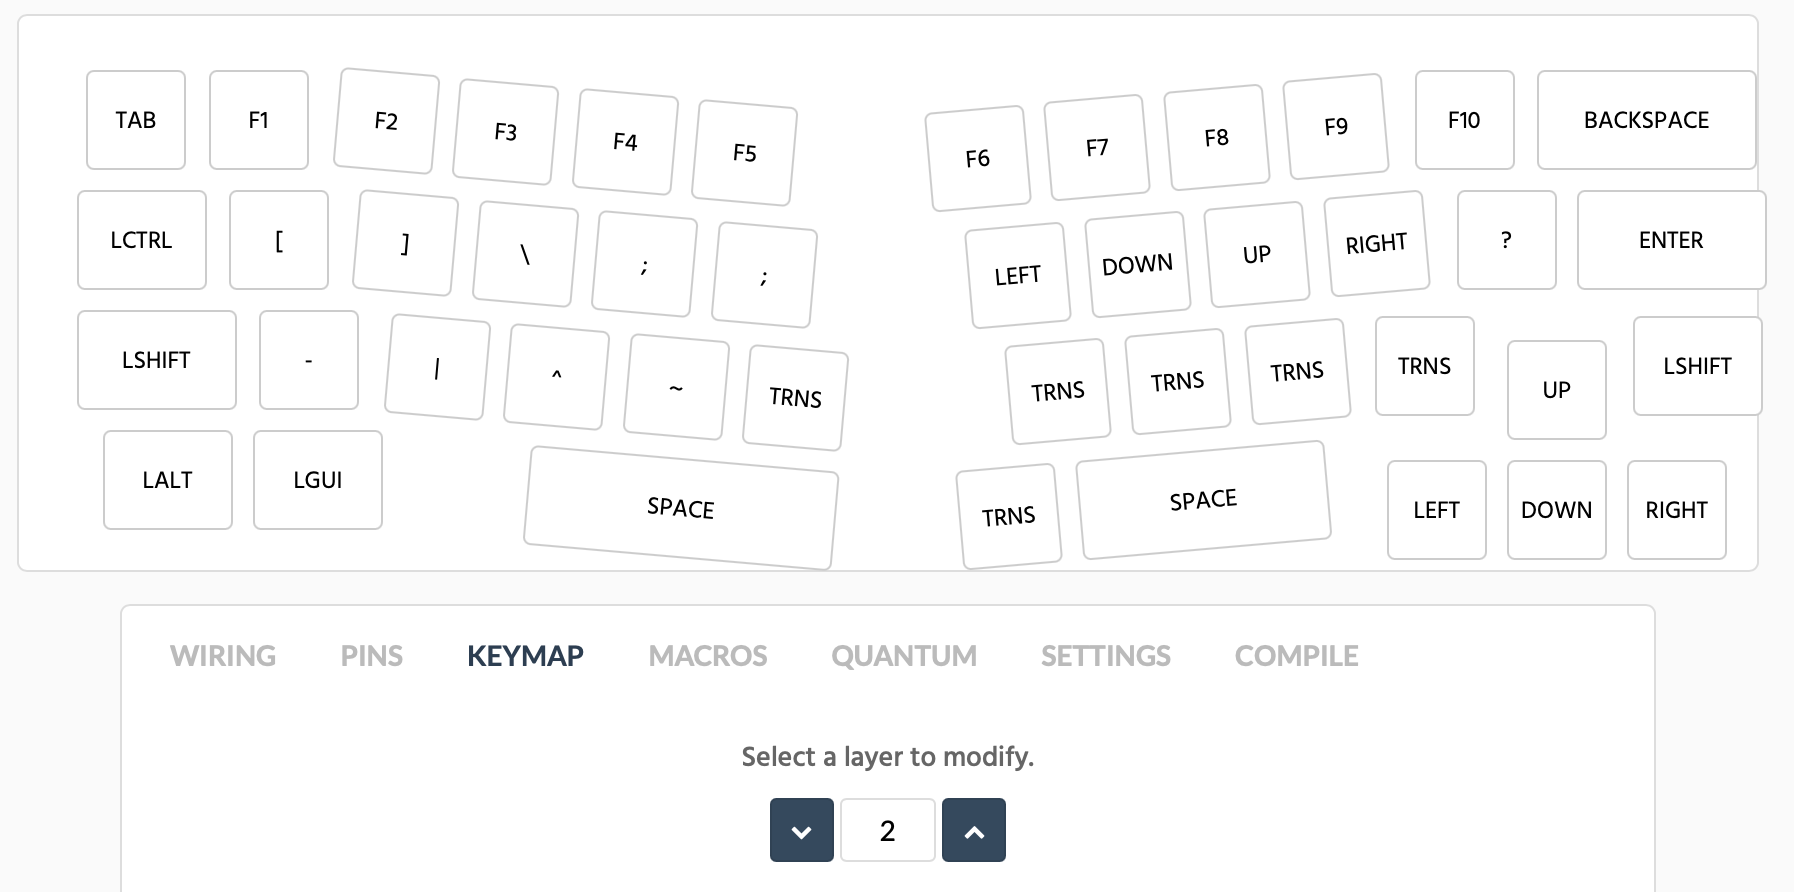 TAB F1 F2 F3 F4 F5 F6 F7 F8 F9 F10 BACKSPACE
LCTRL [ ] \ ; ; LEFT DOWN UP RIGHT ? ENTER
LSHIFT - | ^ ~ TRNS TRNS TRNS TRNS TRNS UP LSHIFT
LALT LGUI SPACE TRNS SPACE LEFT DOWN RIGHT
WIRING PINS KEYMAP MACROS QUANTUM SETTINGS COMPILE
Select a layer to modify.
2